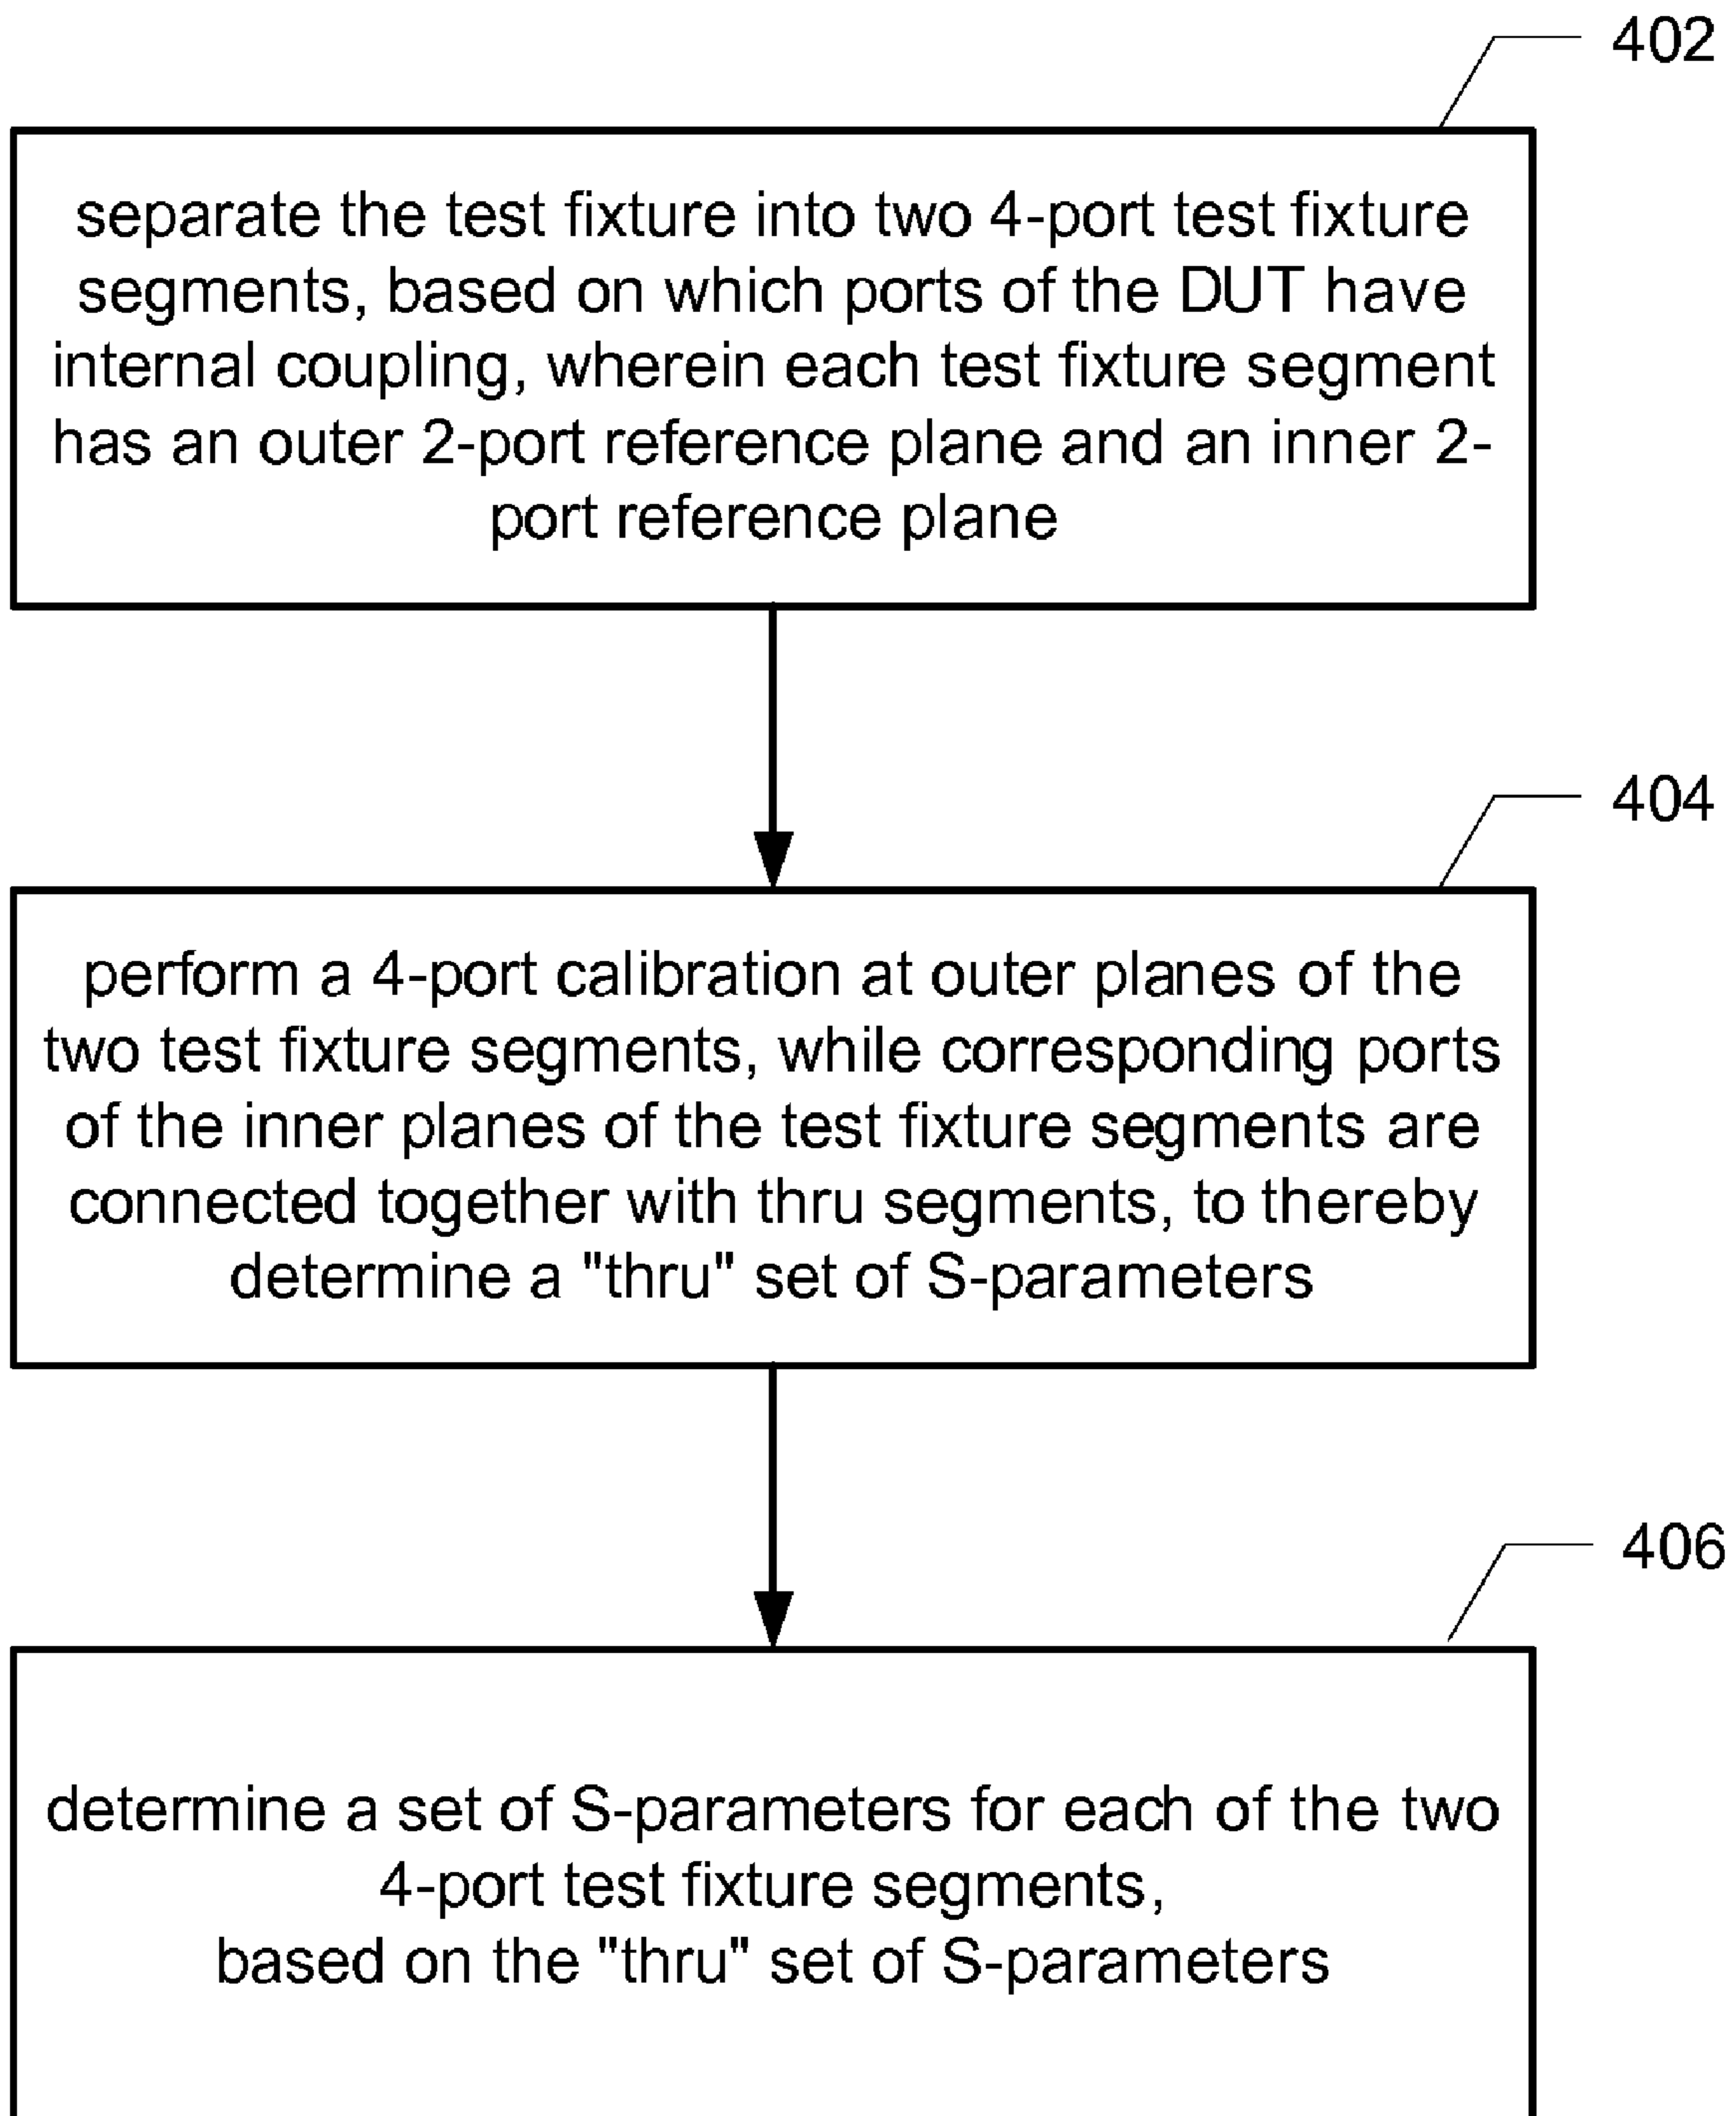 402
separate the test fixture into two 4-port test fixture
segments, based on which ports of the DUT have
internal coupling, wherein each test fixture segment
has an outer 2-port reference plane and an inner 2-
port reference plane
404
perform a 4-port calibration at outer planes of the
two test fixture segments, while corresponding ports
of the inner planes of the test fixture segments are
connected together with thru segments, to thereby
determine a "thru" set of S-parameters
406
determine a set of S-parameters for each of the two
4-port test fixture segments,
based on the "thru" set of S-parameters